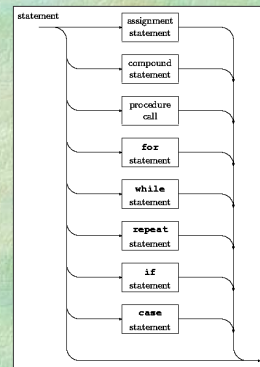 statement
assignment
statement
compound
statement
procedure
call
for
statement
while
statement
repeat
statement
if
statement
case
statement